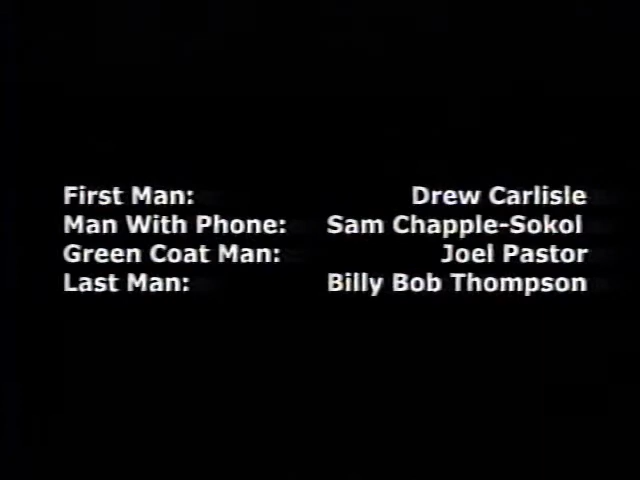 First Man: Drew Carlisle
Man With Phone: Sam Chapple-Sokol
Green Coat Man: Joel Pastor
Last Man: Billy Bob Thompson